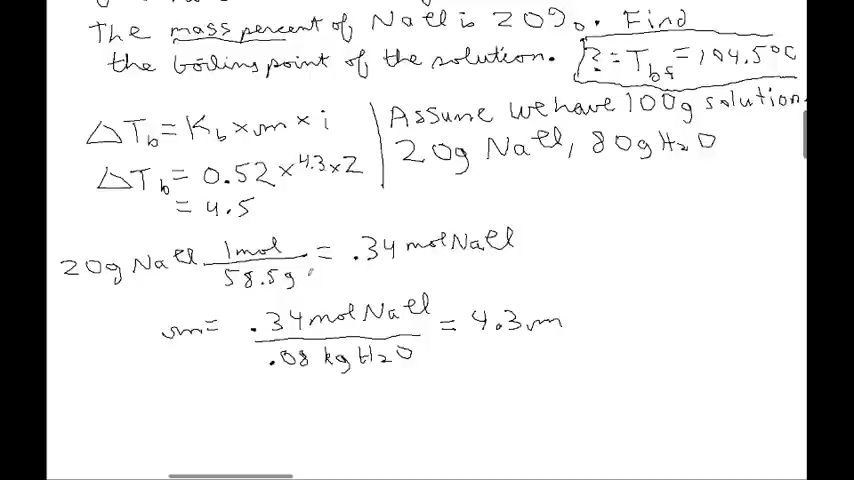 The mass percent of NaCl is 20%. Find
the boiling point of the solution. ? = Tbf = 104.5°C
ΔTb = Kb × m × i
ΔTb = 0.52 × 4.3 × 2
= 4.5
Assume we have 100g solution.
20g NaCl, 80g H2O
20g NaCl 1mol / 58.5g = .34 mol NaCl
m = .34 mol NaCl / .08 kg H2O = 4.3 m